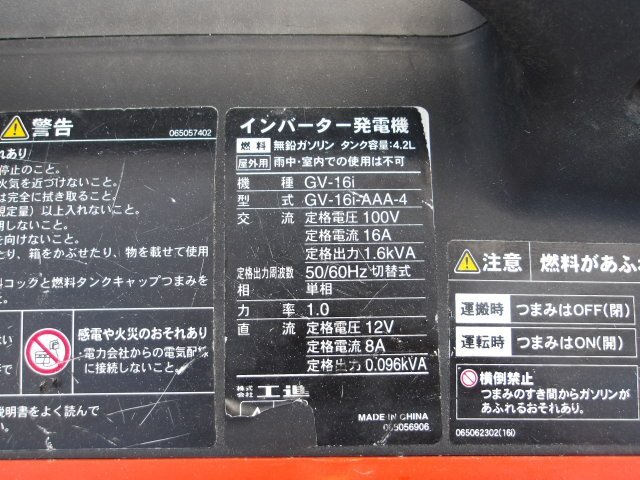 警告
065057402
れあり
停止のこと。
火気を近づけないこと。
は完全に拭き取ること。
規定量）以上入れないこと。
用しないこと。
を向けないこと。
たり、箱をかぶせたり、物を載せて使用
コックと燃料タンクキャップつまみを
感電や火災のおそれあり
電力会社からの電気配線
に接続しないこと。
説明書をよく読んで
インバーター発電機
燃料 無鉛ガソリン タンク容量:4.2L
屋外用 雨中・室内での使用は不可
機種 GV-16i
型式 GV-16i-AAA-4
交流 定格電圧 100V
定格電流 16A
定格出力 1.6kVA
定格出力周波数 50/60Hz 切替式
相 単相
力率 1.0
直流 定格電圧 12V
定格電流 8A
定格出力 0.096kVA
株式会社 工進
MADE IN CHINA
065056906
注意 燃料があふ
運搬時 つまみはOFF(閉)
運転時 つまみはON(開)
横倒禁止
つまみのすき間からガソリンが
あふれるおそれあり。
065062302(16i)